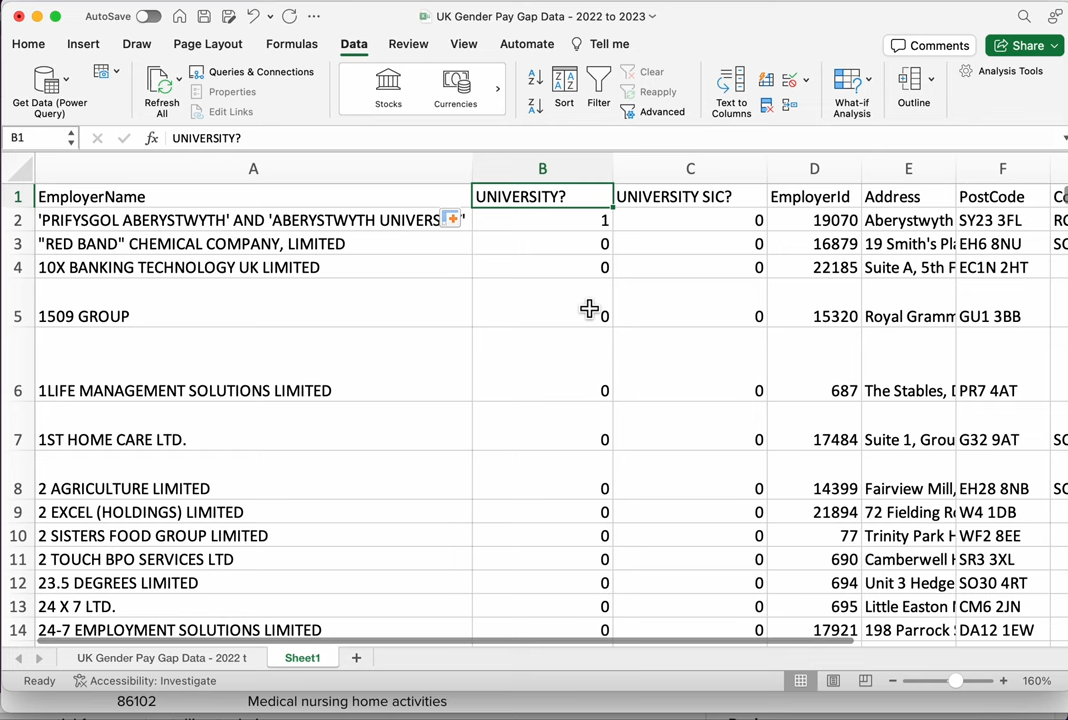 AutoSave UK Gender Pay Gap Data - 2022 to 2023
Home Insert Draw Page Layout Formulas Data Review View Automate Tell me Comments Share
Get Data (Power Query) Refresh All Queries & Connections Properties Edit Links Stocks Currencies Sort Filter Clear Reapply Advanced Text to Columns What-if Analysis Outline Analysis Tools
B1 fx UNIVERSITY?
A B C D E F
1 EmployerName UNIVERSITY? UNIVERSITY SIC? EmployerId Address PostCode Co
2 'PRIFYSGOL ABERYSTWYTH' AND 'ABERYSTWYTH UNIVERS 1 0 19070 Aberystwyth SY23 3FL RC
3 "RED BAND" CHEMICAL COMPANY, LIMITED 0 0 16879 19 Smith's Pla EH6 8NU SC
4 10X BANKING TECHNOLOGY UK LIMITED 0 0 22185 Suite A, 5th F EC1N 2HT
5 1509 GROUP 0 0 15320 Royal Gramm GU1 3BB
6 1LIFE MANAGEMENT SOLUTIONS LIMITED 0 0 687 The Stables, D PR7 4AT
7 1ST HOME CARE LTD. 0 0 17484 Suite 1, Grou G32 9AT SC
8 2 AGRICULTURE LIMITED 0 0 14399 Fairview Mill, EH28 8NB SC
9 2 EXCEL (HOLDINGS) LIMITED 0 0 21894 72 Fielding Ro W4 1DB
10 2 SISTERS FOOD GROUP LIMITED 0 0 77 Trinity Park H WF2 8EE
11 2 TOUCH BPO SERVICES LTD 0 0 690 Camberwell H SR3 3XL
12 23.5 DEGREES LIMITED 0 0 694 Unit 3 Hedge SO30 4RT
13 24 X 7 LTD. 0 0 695 Little Easton CM6 2JN
14 24-7 EMPLOYMENT SOLUTIONS LIMITED 0 0 17921 198 Parrock DA12 1EW
UK Gender Pay Gap Data - 2022 t Sheet1
Ready Accessibility: Investigate 160%
86102 Medical nursing home activities